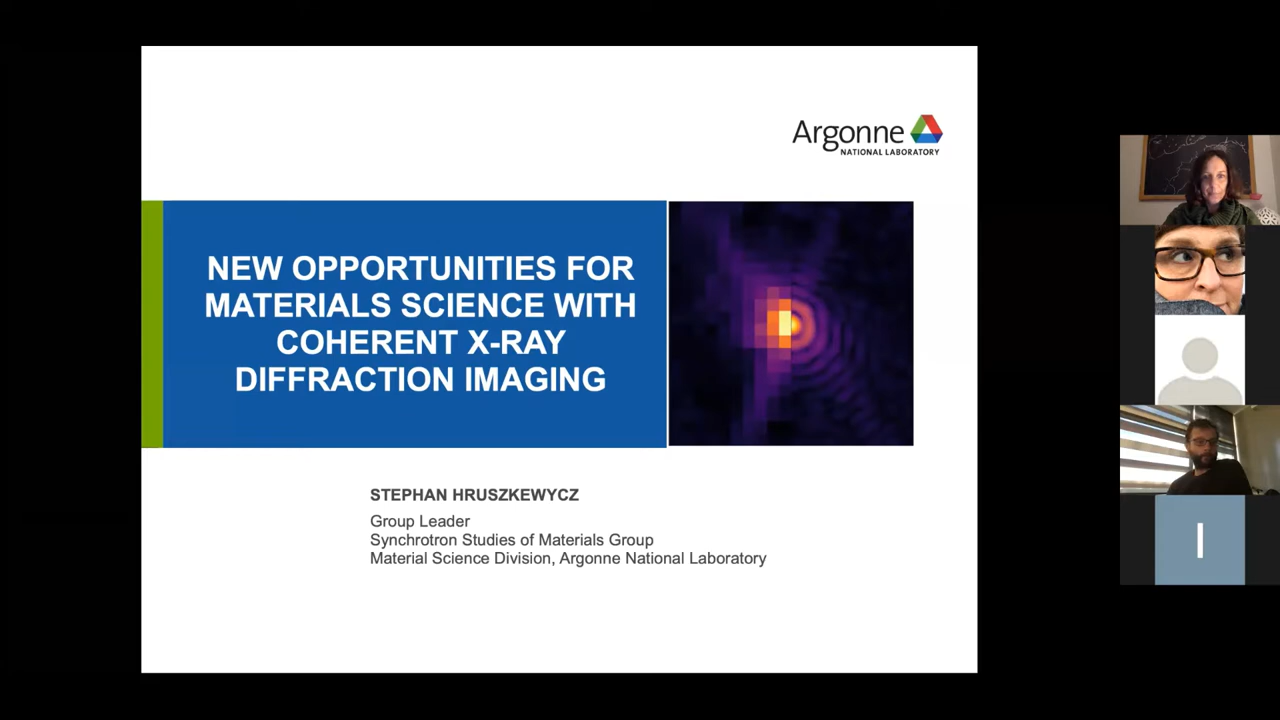 Argonne
NATIONAL LABORATORY
NEW OPPORTUNITIES FOR
MATERIALS SCIENCE WITH
COHERENT X-RAY
DIFFRACTION IMAGING
STEPHAN HRUSZKEWYCZ
Group Leader
Synchrotron Studies of Materials Group
Material Science Division, Argonne National Laboratory
I